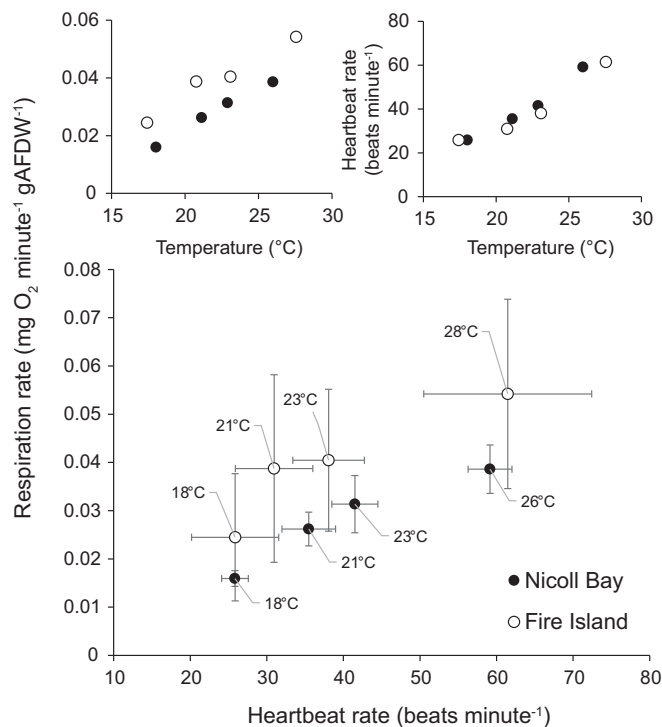 0.06
0.04
0.02
0
15 20 25 30
Temperature (°C)
80
60
40
20
0
15 20 25 30
Temperature (°C)
Heartbeat rate
(beats minute⁻¹)
Respiration rate (mg O₂ minute⁻¹ gAFDW⁻¹)
0.08
0.07
0.06
0.05
0.04
0.03
0.02
0.01
0
28°C
23°C
21°C
18°C
26°C
23°C
21°C
18°C
Nicoll Bay
Fire Island
10 20 30 40 50 60 70 80
Heartbeat rate (beats minute⁻¹)